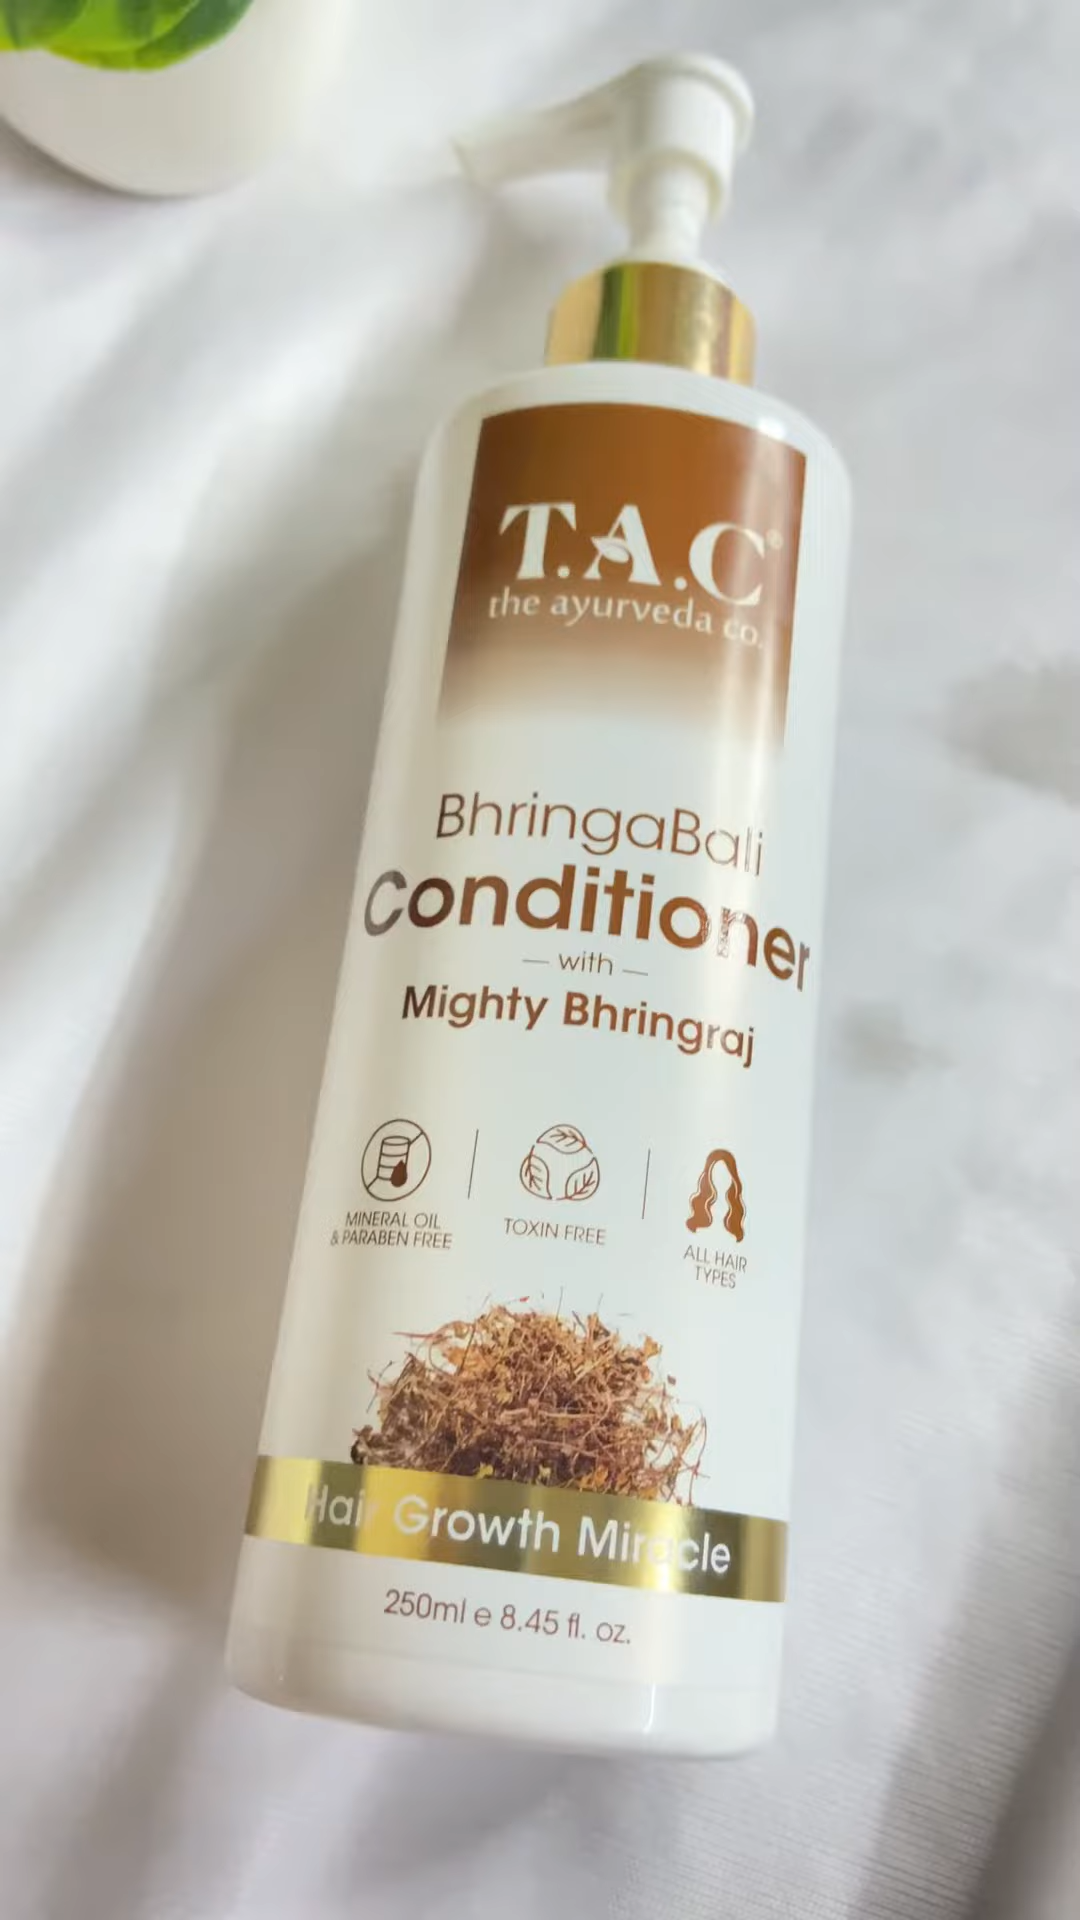 T.A.C®
the ayurveda co.
BhringaBali
Conditioner
— with —
Mighty Bhringraj
MINERAL OIL
& PARABEN FREE
TOXIN FREE
ALL HAIR
TYPES
Hair Growth Miracle
250ml e 8.45 fl. oz.